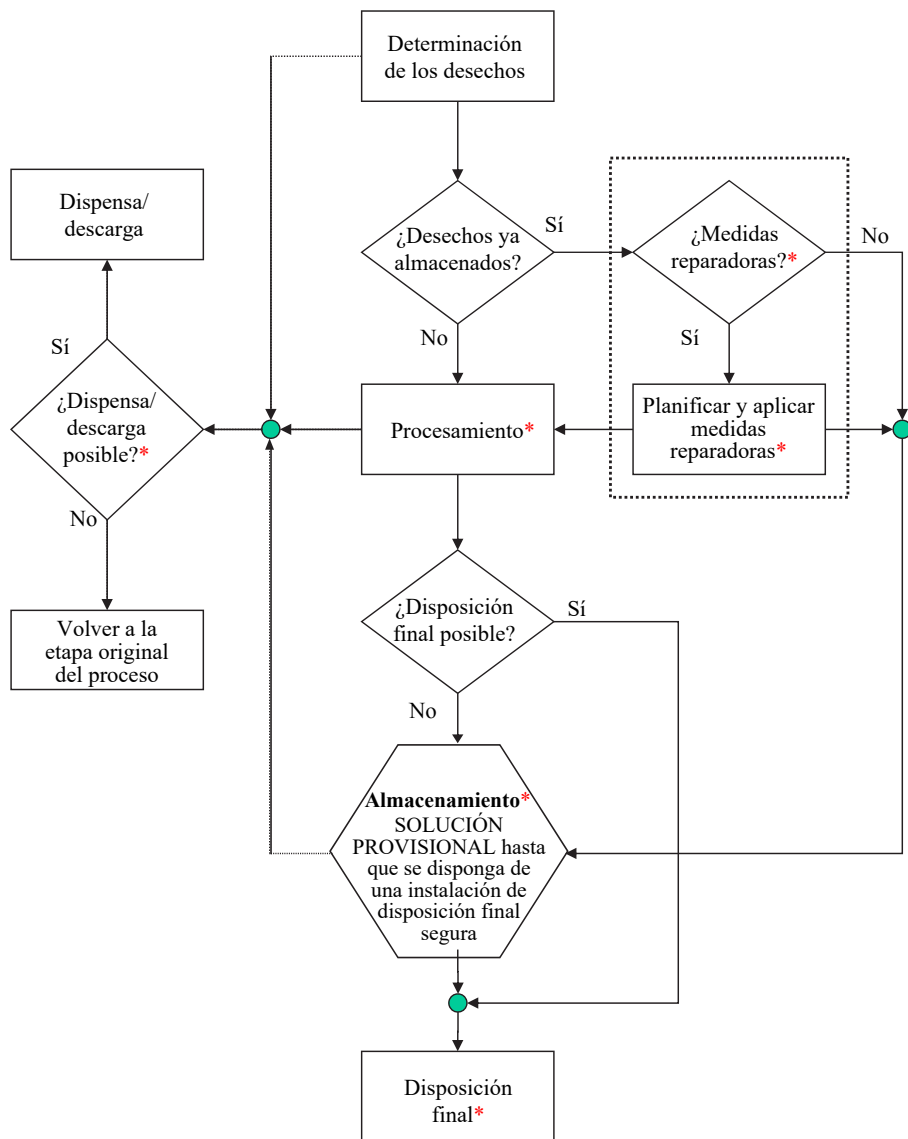 Determinación
de los desechos
Dispensa/
descarga
¿Desechos ya
almacenados?
Sí
¿Medidas
reparadoras?*
No
No
Sí
Sí
¿Dispensa/
descarga
posible?*
Procesamiento*
Planificar y aplicar
medidas
reparadoras*
No
Volver a la
etapa original
del proceso
¿Disposición
final posible?
Sí
No
Almacenamiento*
SOLUCIÓN
PROVISIONAL hasta
que se disponga de
una instalación de
disposición final
segura
Disposición
final*